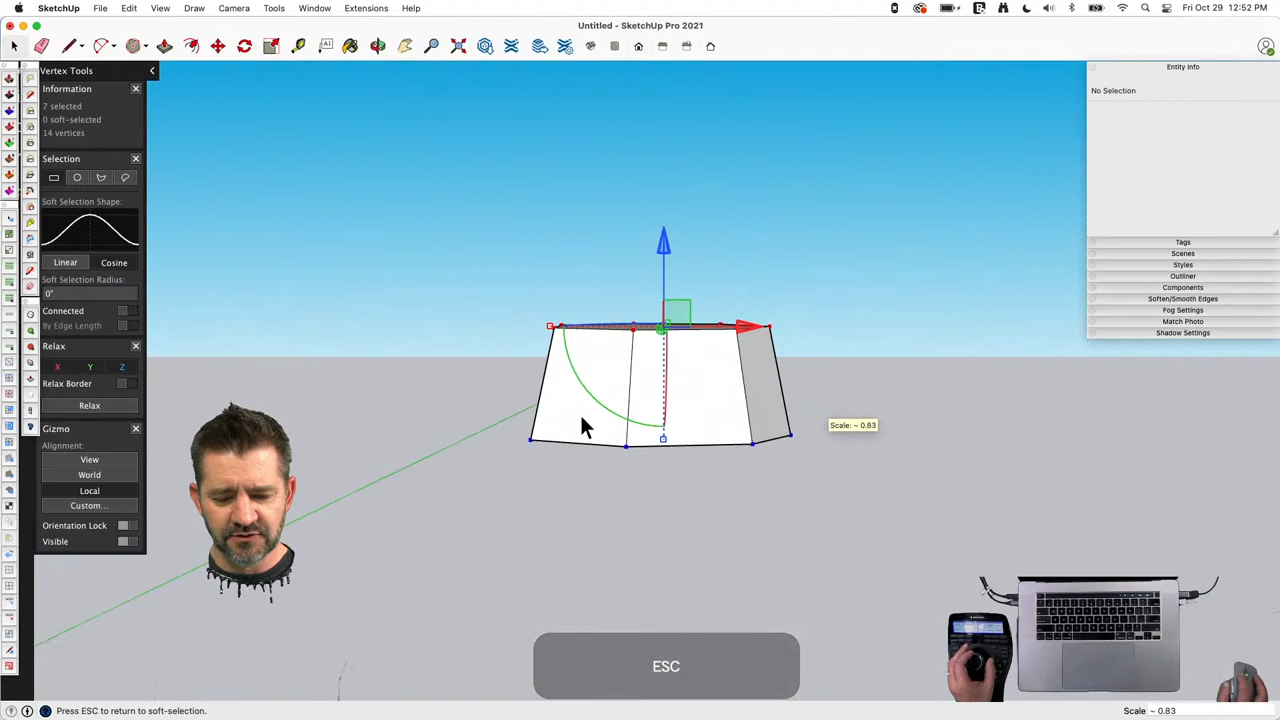 SketchUp File Edit View Draw Camera Tools Window Extensions Help
Fri Oct 29 12:52 PM
Untitled - SketchUp Pro 2021
Vertex Tools
Information
7 selected
0 soft-selected
14 vertices
Selection
Soft Selection Shape:
Linear Cosine
Soft Selection Radius:
0"
Connected
By Edge Length
Relax
X Y Z
Relax Border
Relax
Gizmo
Alignment:
View
World
Local
Custom...
Orientation Lock
Visible
Entity Info
No Selection
Tags
Scenes
Styles
Outliner
Components
Soften/Smooth Edges
Fog Settings
Match Photo
Shadow Settings
Scale: ~ 0.83
ESC
Press ESC to return to soft-selection.
Scale ~ 0.83